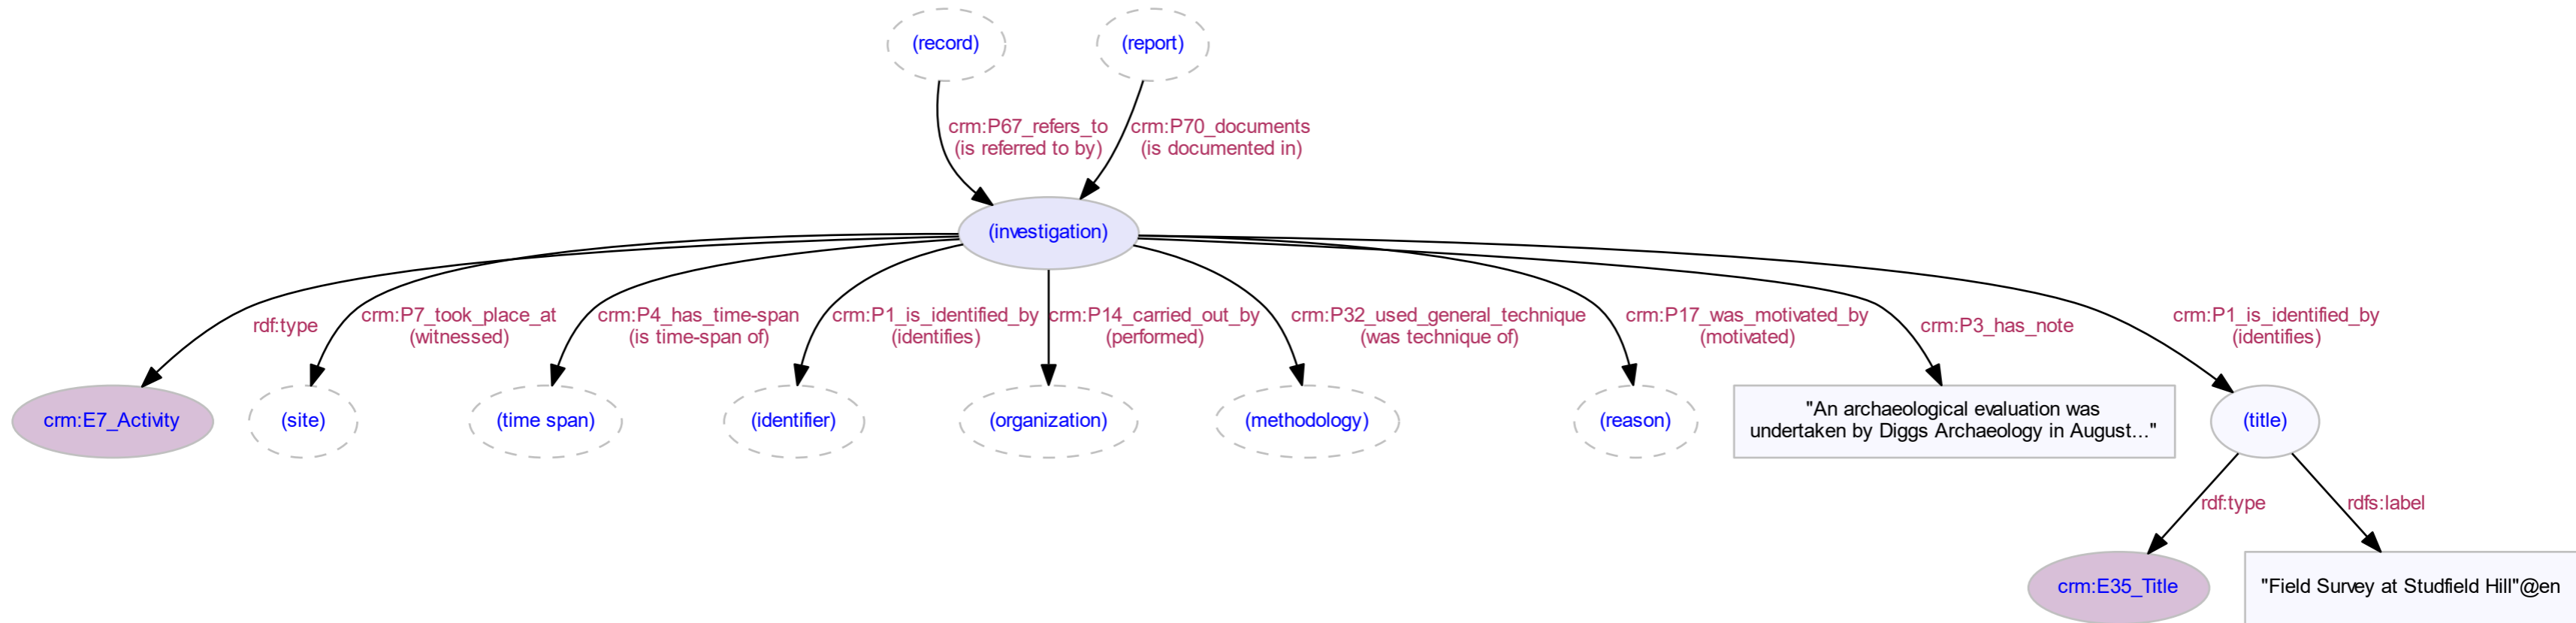 (record)
(report)
crm:P67_refers_to
(is referred to by)
crm:P70_documents
(is documented in)
(investigation)
rdf:type
crm:P7_took_place_at
(witnessed)
crm:P4_has_time-span
(is time-span of)
crm:P1_is_identified_by
(identifies)
crm:P14_carried_out_by
(performed)
crm:P32_used_general_technique
(was technique of)
crm:P17_was_motivated_by
(motivated)
crm:P3_has_note
crm:P1_is_identified_by
(identifies)
crm:E7_Activity
(site)
(time span)
(identifier)
(organization)
(methodology)
(reason)
"An archaeological evaluation was
undertaken by Diggs Archaeology in August..."
(title)
rdf:type
rdfs:label
crm:E35_Title
"Field Survey at Studfield Hill"@en